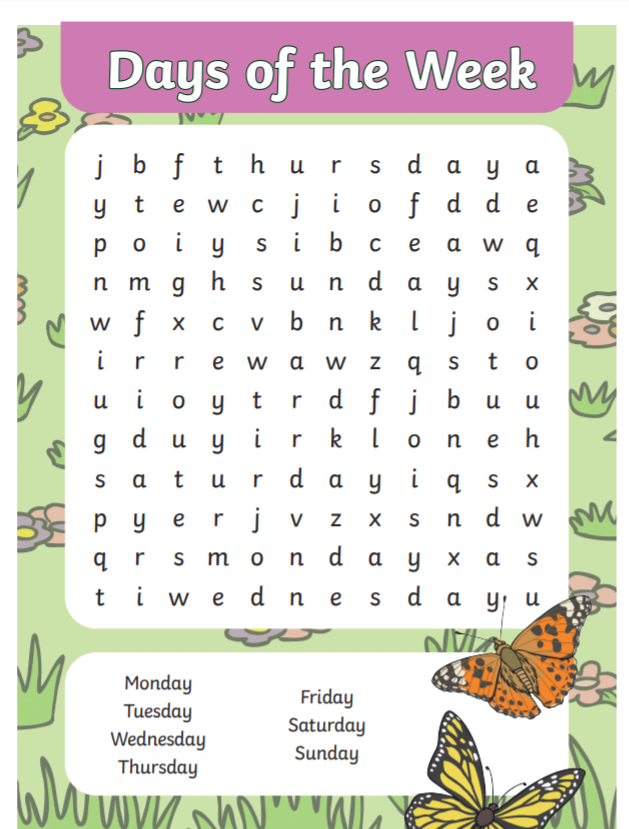 Days of the Week
j b f t h u r s d a y a
y t e w c j i o f d d e
p o i y s i b c e a w q
n m g h s u n d a y s x
w f x c v b n k l j o i
i r r e w a w z q s t o
u i o y t r d f j b u u
g d u y i r k l o n e h
s a t u r d a y i q s x
p y e r j v z x s n d w
q r s m o n d a y x a s
t i w e d n e s d a y u
Monday
Tuesday
Wednesday
Thursday
Friday
Saturday
Sunday